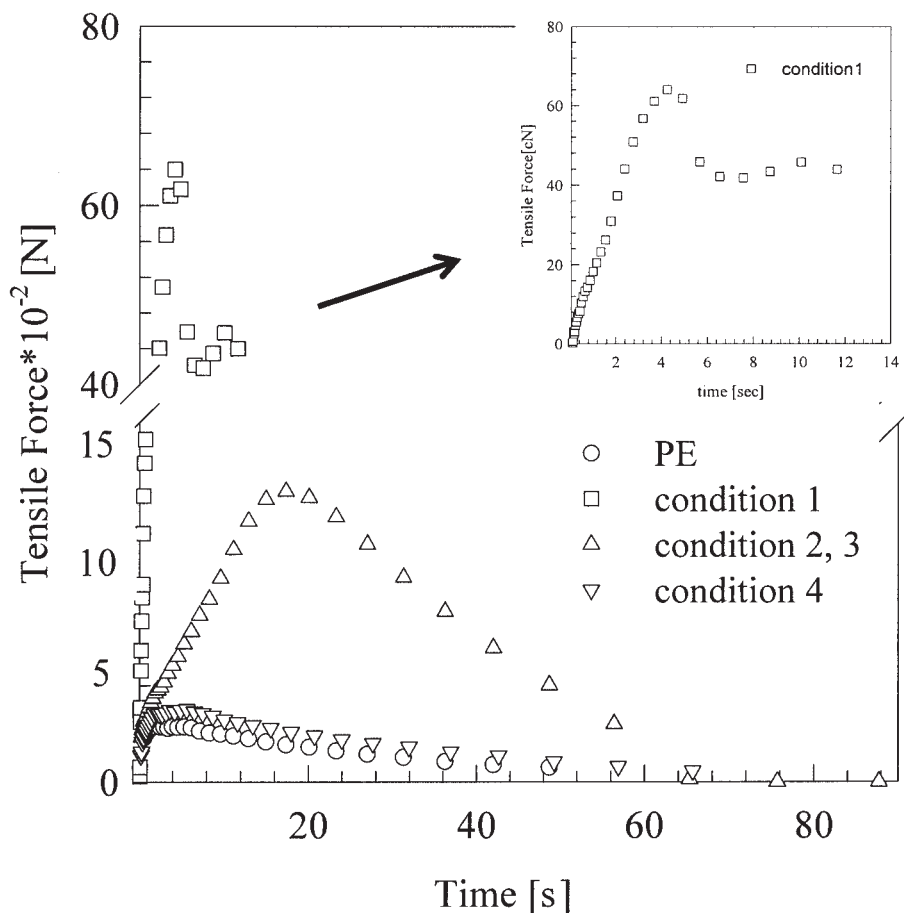 80
60
40
15
10
5
0
Tensile Force*10⁻² [N]
20
40
60
80
Time [s]
80
60
40
20
0
Tensile Force[cN]
2
4
6
8
10
12
14
time [sec]
condition1
PE
condition 1
condition 2, 3
condition 4